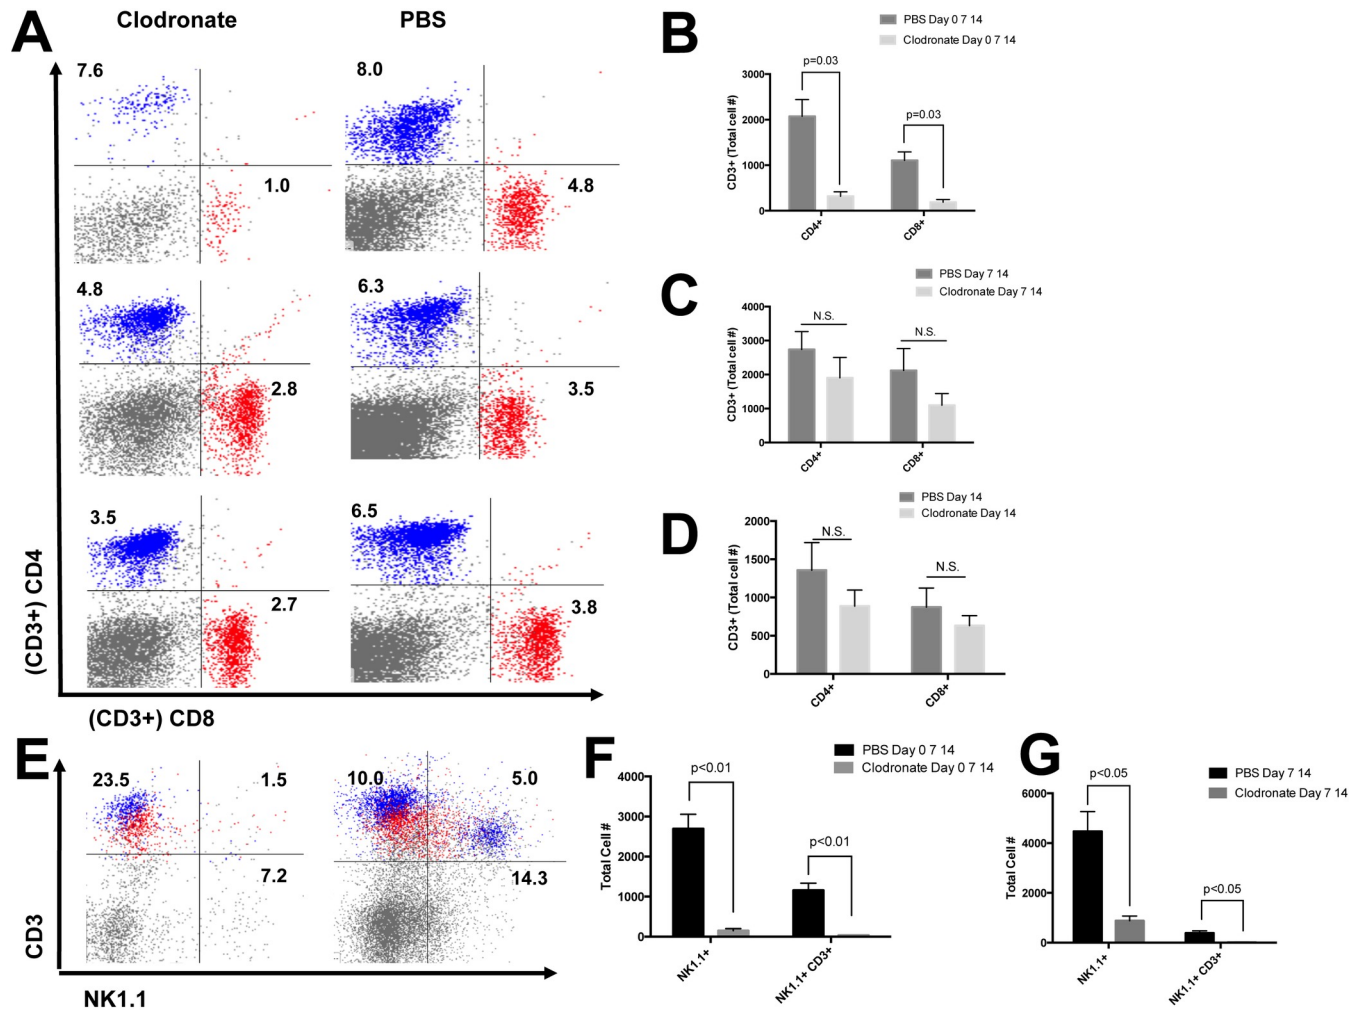 A
Clodronate
PBS
7.6
1.0
8.0
4.8
4.8
2.8
6.3
3.5
3.5
2.7
6.5
3.8
(CD3+) CD4
(CD3+) CD8
B
PBS Day 0 7 14
Clodronate Day 0 7 14
p=0.03
p=0.03
CD3+ (Total cell #)
3000
2000
1000
0
CD4+
CD8+
C
PBS Day 7 14
Clodronate Day 7 14
N.S.
N.S.
CD3+ (Total cell #)
4000
3000
2000
1000
0
CD4+
CD8+
D
PBS Day 14
Clodronate Day 14
N.S.
N.S.
CD3+ (Total cell #)
2000
1500
1000
500
0
CD4+
CD8+
E
23.5
1.5
7.2
10.0
5.0
14.3
CD3
NK1.1
F
PBS Day 0 7 14
Clodronate Day 0 7 14
p<0.01
p<0.01
Total Cell #
4000
3000
2000
1000
0
NK1.1+
NK1.1+ CD3+
G
PBS Day 7 14
Clodronate Day 7 14
p<0.05
p<0.05
Total Cell #
6000
4000
2000
0
NK1.1+
NK1.1+ CD3+